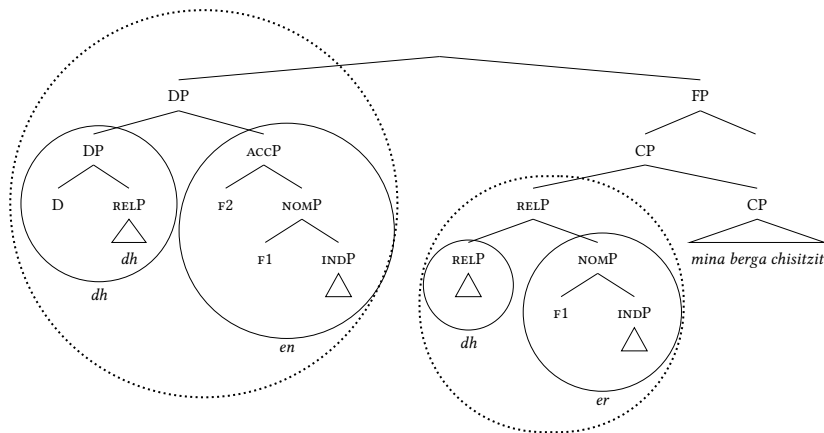 DP FP
DP ACCP CP
D RELP F2 NOMP RELP CP
dh F1 INDP RELP NOMP mina berga chisitzit
dh F1 INDP
en dh
er